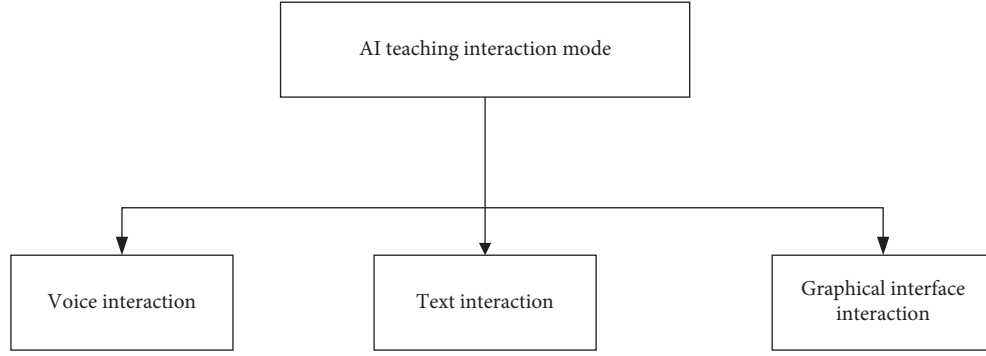 AI teaching interaction mode
Voice interaction
Text interaction
Graphical interface
interaction